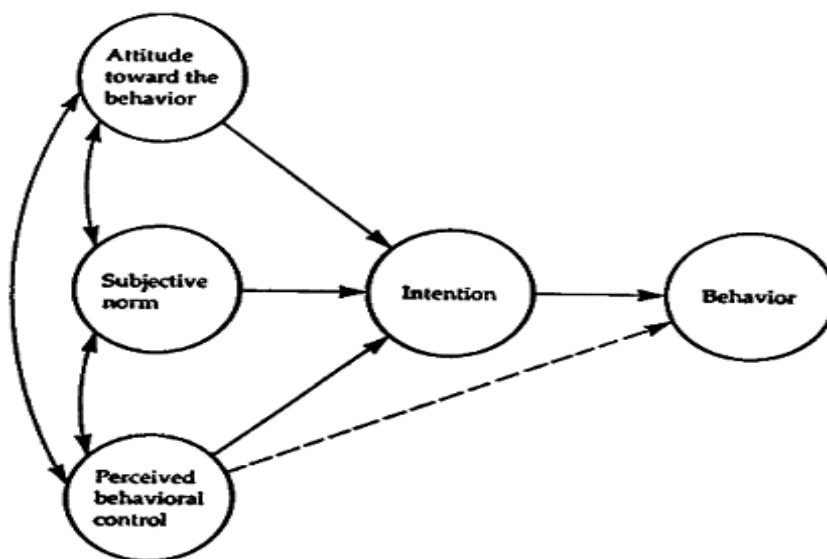 Attitude
toward the
behavior
Subjective
norm
Intention
Behavior
Perceived
behavioral
control